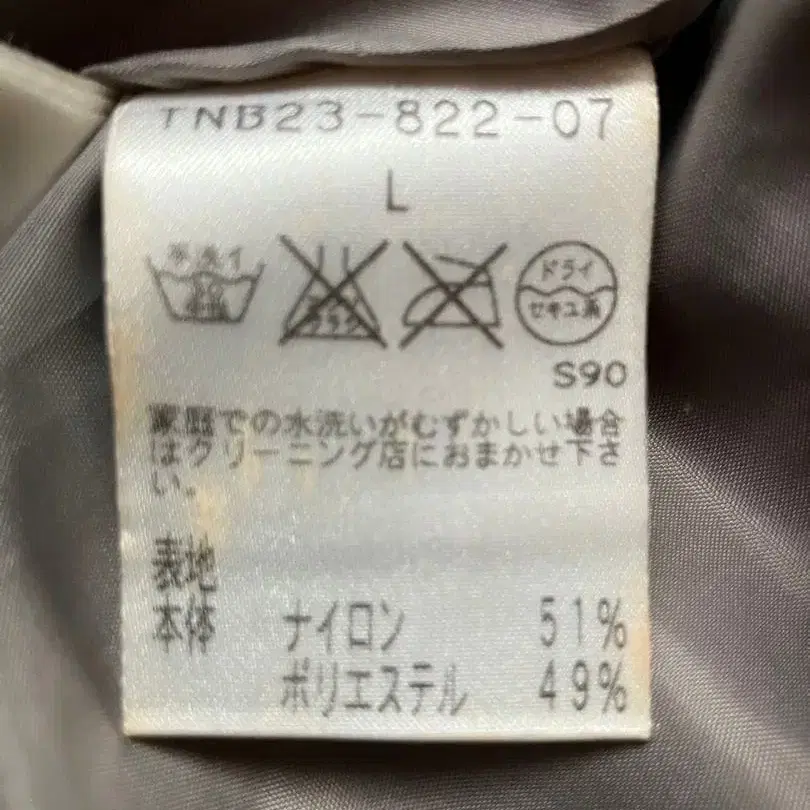 TNB23-822-07
L
手洗イ
ドライ
セキユ系
S90
家庭での水洗いがむずかしい場合
はクリーニング店におまかせ下さ
い。
表地
本体 ナイロン 51%
ポリエステル 49%